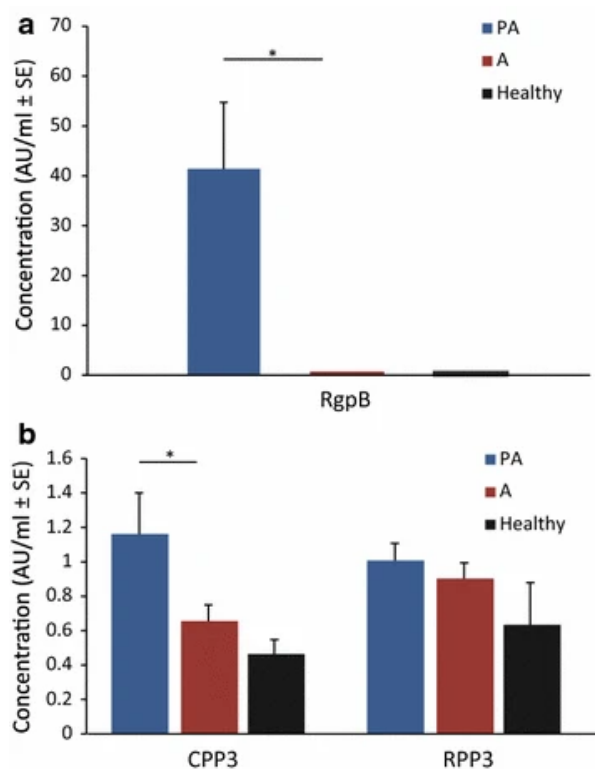 a
Concentration (AU/ml ± SE)
70
60
50
40
30
20
10
0
*
PA
A
Healthy
RgpB
b
Concentration (AU/ml ± SE)
1.6
1.4
1.2
1
0.8
0.6
0.4
0.2
0
*
PA
A
Healthy
CPP3 RPP3